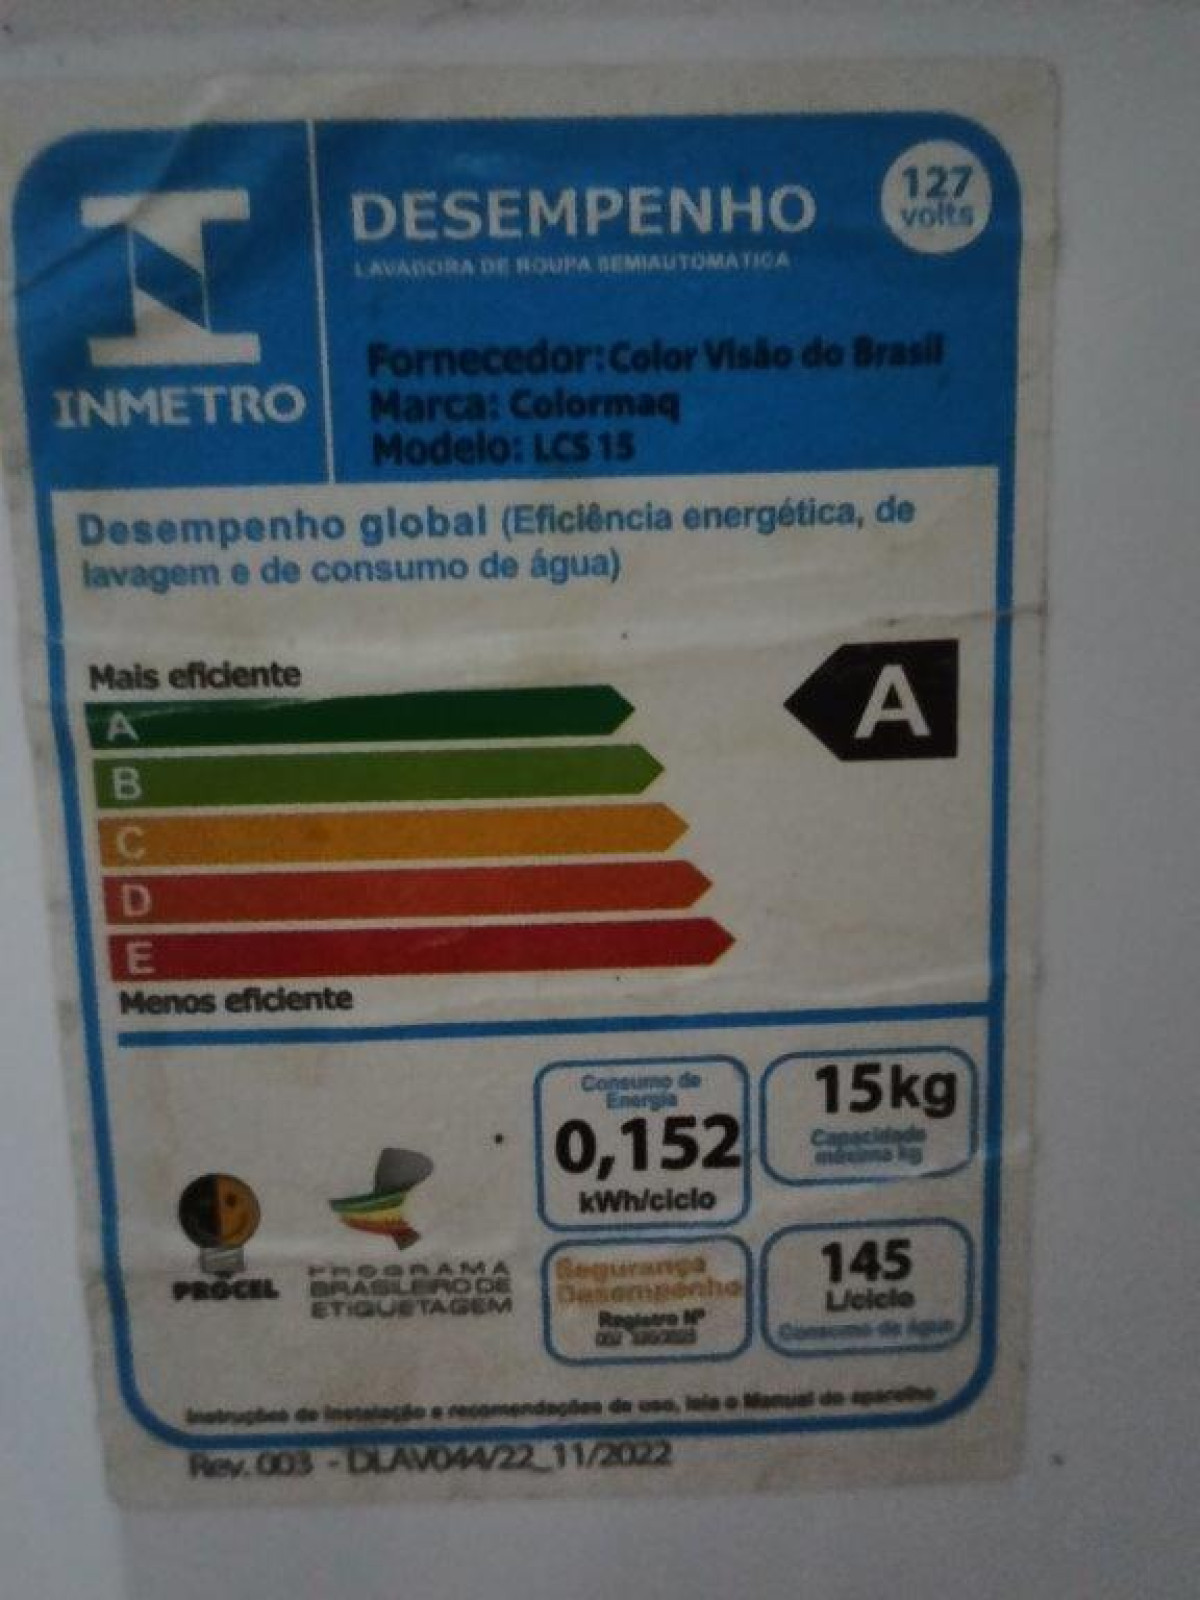 INMETRO
DESEMPENHO
127
volts
LAVADORA DE ROUPA SEMIAUTOMATICA
Fornecedor: Color Visão do Brasil
Marca: Colormaq
Modelo: LCS 15
Desempenho global (Eficiência energética, de
lavagem e de consumo de água)
Mais eficiente
A
A
B
C
D
E
Menos eficiente
Consumo de
Energia
0,152
kWh/ciclo
15kg
Capacidade
máxima kg
PROCEL
PROGRAMA
BRASILEIRO DE
ETIQUETAGEM
Segurança
Desempenho
Registro Nº
145
L/ciclo
Consumo de água
Instruções de instalação e recomendações de uso, leia o Manual do aparelho
Rev. 003 - DLAV044/22_11/2022